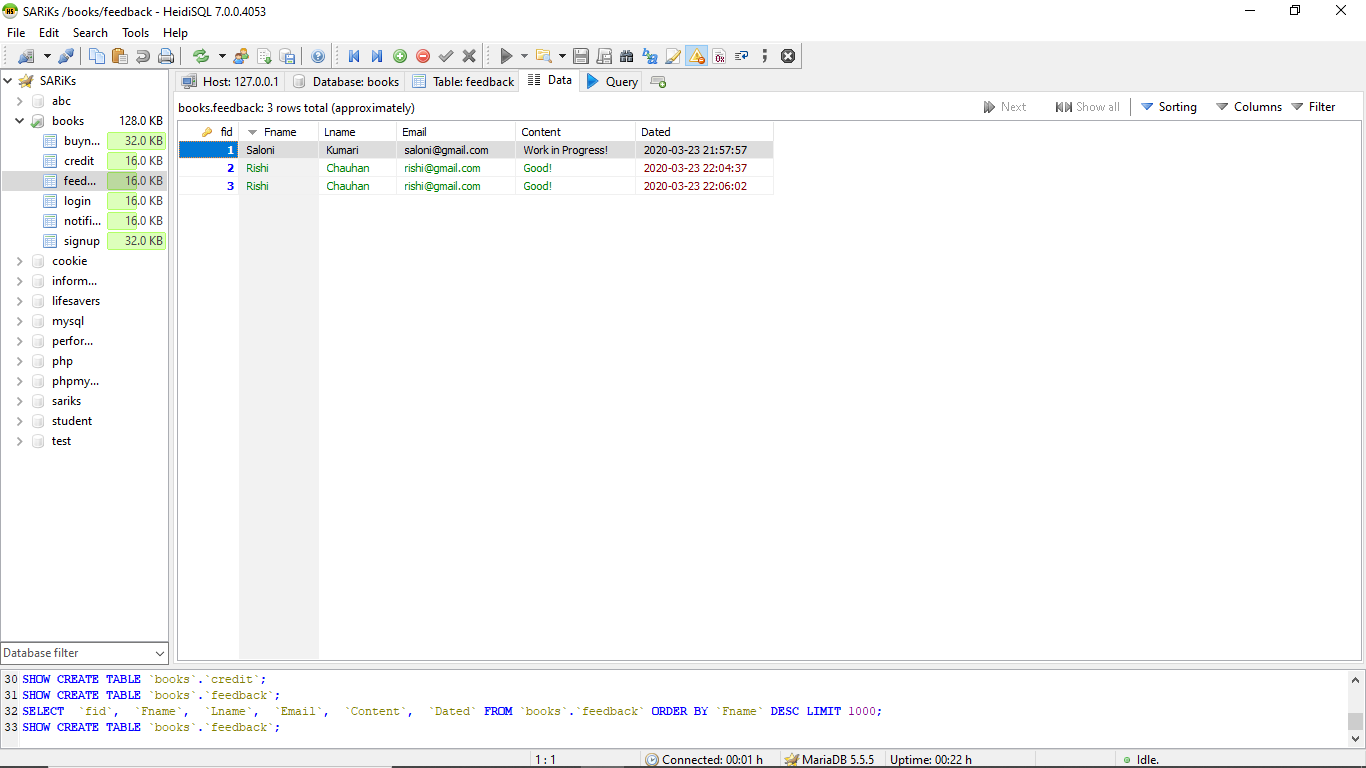 SARiKs /books/feedback - HeidiSQL 7.0.0.4053
File Edit Search Tools Help
SARiKs
abc
books 128.0 KB
buyn... 32.0 KB
credit 16.0 KB
feed... 16.0 KB
login 16.0 KB
notifi... 16.0 KB
signup 32.0 KB
cookie
inform...
lifesavers
mysql
perfor...
php
phpmy...
sariks
student
test
Database filter
Host: 127.0.0.1 Database: books Table: feedback Data Query
books.feedback: 3 rows total (approximately) Next Show all Sorting Columns Filter
fid Fname Lname Email Content Dated
1 Saloni Kumari saloni@gmail.com Work in Progress! 2020-03-23 21:57:57
2 Rishi Chauhan rishi@gmail.com Good! 2020-03-23 22:04:37
3 Rishi Chauhan rishi@gmail.com Good! 2020-03-23 22:06:02
30 SHOW CREATE TABLE `books`.`credit`;
31 SHOW CREATE TABLE `books`.`feedback`;
32 SELECT `fid`, `Fname`, `Lname`, `Email`, `Content`, `Dated` FROM `books`.`feedback` ORDER BY `Fname` DESC LIMIT 1000;
33 SHOW CREATE TABLE `books`.`feedback`;
1 : 1 Connected: 00:01 h MariaDB 5.5.5 Uptime: 00:22 h Idle.